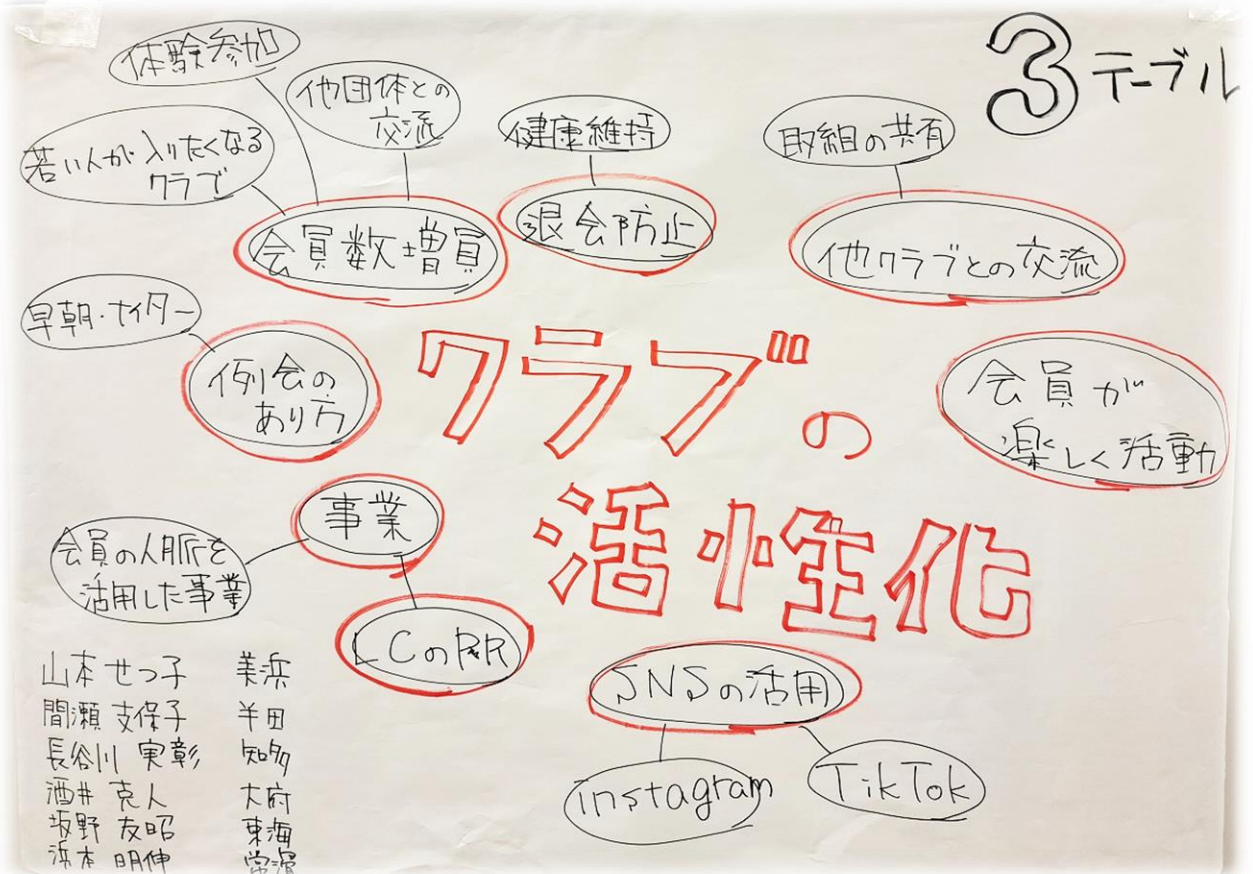 3テーブル
体験参加
他団体との
交流
若い人が入りたくなる
クラブ
会員数増員
健康維持
退会防止
取組の共有
他クラブとの交流
早朝・ナイター
例会の
あり方
クラブの
活性化
会員が
楽しく活動
事業
会員の人脈を
活用した事業
LCのPR
SNSの活用
instagram
TikTok
山本 せつ子 美浜
間瀬 支保子 半田
長谷川 実彰 知多
酒井 克人 大府
坂野 友昭 東海
浜本 明伸 常滑